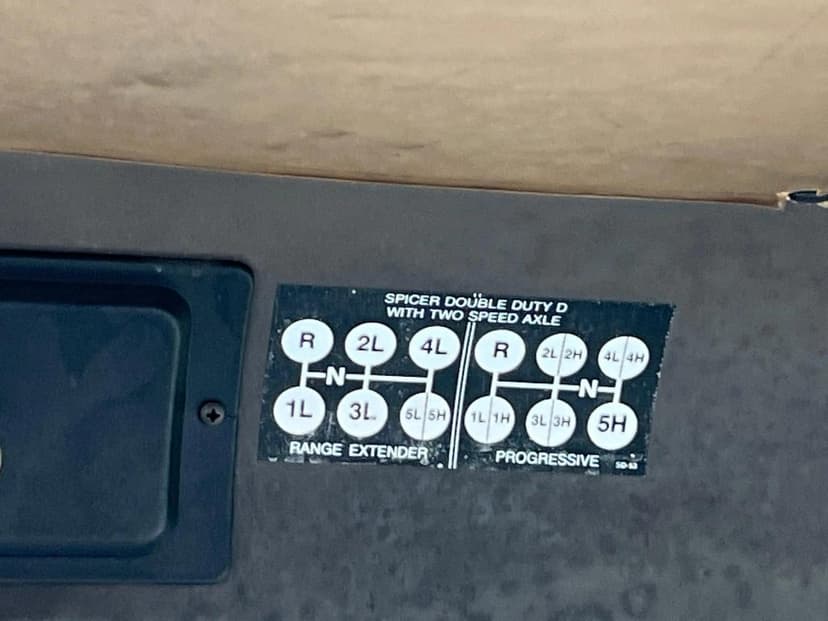 SPICER DOUBLE DUTY D
WITH TWO SPEED AXLE
R 2L 4L
N
1L 3L 5L 5H
RANGE EXTENDER
R 2L 2H 4L 4H
N
1L 1H 3L 3H 5H
PROGRESSIVE
SD-53